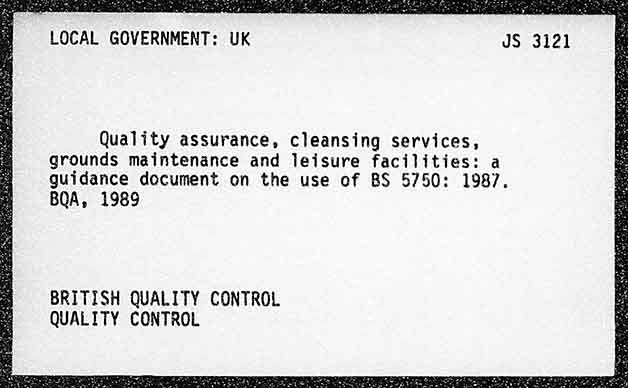 LOCAL GOVERNMENT: UK JS 3121
Quality assurance, cleansing services,
grounds maintenance and leisure facilities: a
guidance document on the use of BS 5750: 1987.
BQA, 1989
BRITISH QUALITY CONTROL
QUALITY CONTROL